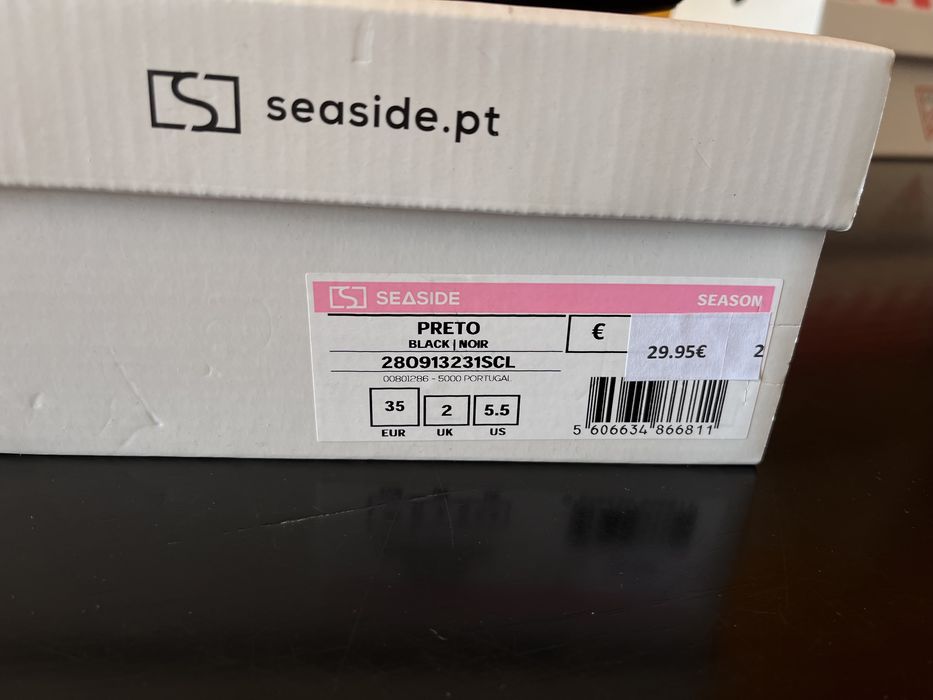 seaside.pt
SEASIDE
SEASON
PRETO
BLACK | NOIR
280913231SCL
00801286 - 5000 PORTUGAL
€
29.95€
2
35
2
5.5
EUR
UK
US
5 606634 866811